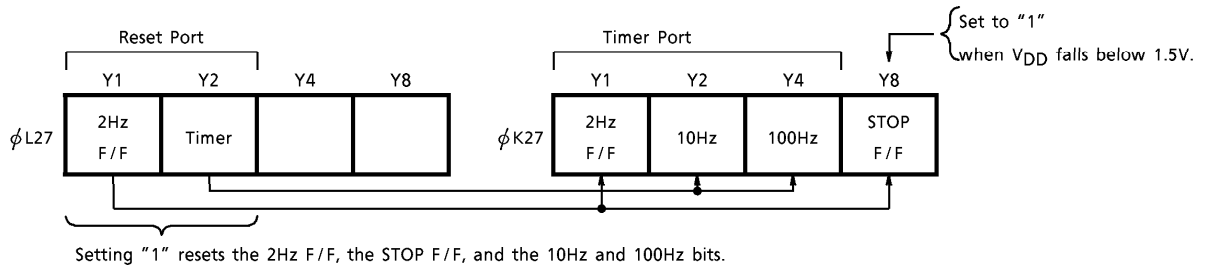 Set to "1"
Reset Port Timer Port when VDD falls below 1.5V.
Y1 Y2 Y4 Y8 Y1 Y2 Y4 Y8
ϕL27 2Hz F/F Timer ϕK27 2Hz F/F 10Hz 100Hz STOP F/F
Setting "1" resets the 2Hz F/F, the STOP F/F, and the 10Hz and 100Hz bits.